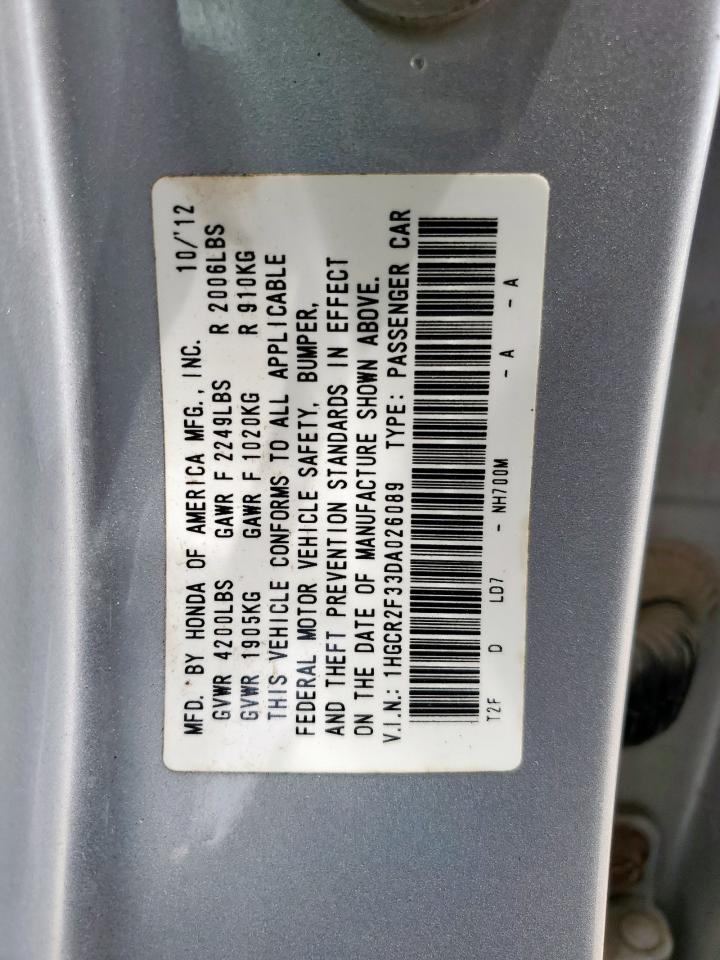 MFD. BY HONDA OF AMERICA MFG., INC. 10/'12
GVWR 4200LBS GAWR F 2249LBS R 2006LBS
GVWR 1905KG GAWR F 1020KG R 910KG
THIS VEHICLE CONFORMS TO ALL APPLICABLE
FEDERAL MOTOR VEHICLE SAFETY, BUMPER,
AND THEFT PREVENTION STANDARDS IN EFFECT
ON THE DATE OF MANUFACTURE SHOWN ABOVE.
V.I.N.: 1HGCR2F33DA026089 TYPE: PASSENGER CAR
T2F D LD7 - NH700M - A - A